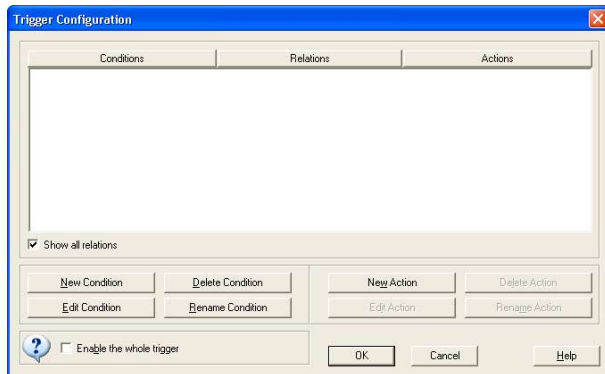 Trigger Configuration
Conditions Relations Actions
Show all relations
New Condition Delete Condition New Action Delete Action
Edit Condition Rename Condition Edit Action Rename Action
Enable the whole trigger
OK Cancel Help